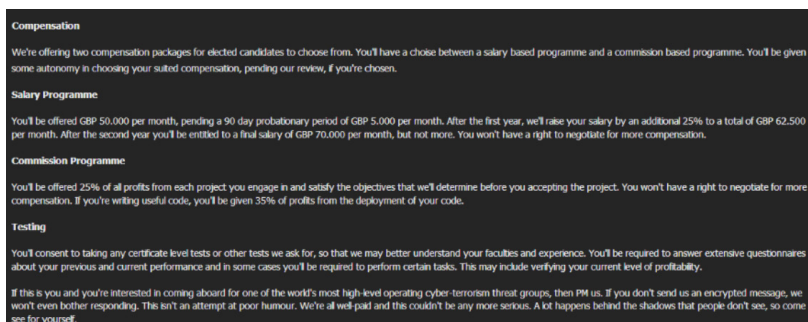 Compensation
We're offering two compensation packages for elected candidates to choose from. You'll have a choise between a salary based programme and a commission based programme. You'll be given
some autonomy in choosing your suited compensation, pending our review, if you're chosen.
Salary Programme
You'll be offered GBP 50.000 per month, pending a 90 day probationary period of GBP 5.000 per month. After the first year, we'll raise your salary by an additional 25% to a total of GBP 62.500
per month. After the second year you'll be entitled to a final salary of GBP 70.000 per month, but not more. You won't have a right to negotiate for more compensation.
Commission Programme
You'll be offered 25% of all profits from each project you engage in and satisfy the objectives that we'll determine before you accepting the project. You won't have a right to negotiate for more
compensation. If you're writing useful code, you'll be given 35% of profits from the deployment of your code.
Testing
You'll consent to taking any certificate level tests or other tests we ask for, so that we may better understand your faculties and experience. You'll be required to answer extensive questionnaires
about your previous and current performance and in some cases you'll be required to perform certain tasks. This may include verifying your current level of profitability.
If this is you and you're interested in coming aboard for one of the world's most high-level operating cyber-terrorism threat groups, then PM us. If you don't send us an encrypted message, we
won't even bother responding. This isn't an attempt at poor humour. We're all well-paid and this couldn't be any more serious. A lot happens behind the shadows that people don't see, so come
see for yourself.